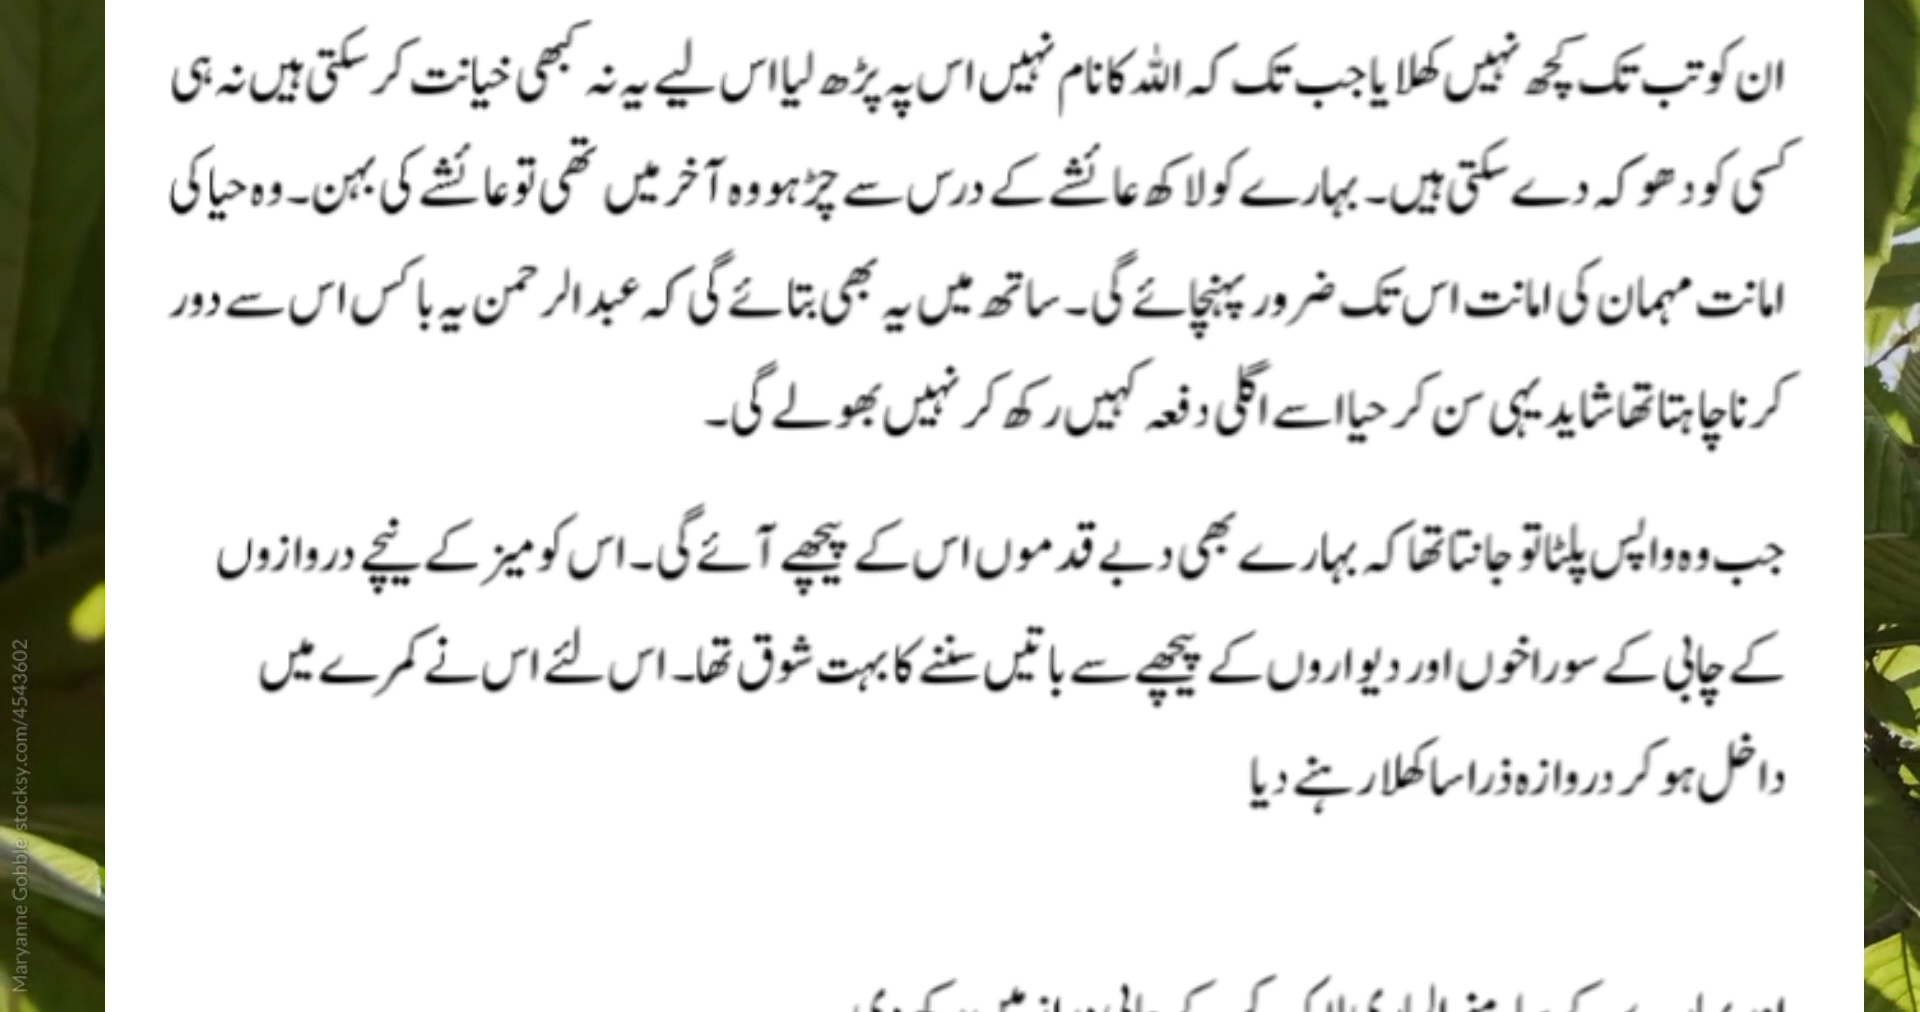 ان کو تب تک کچھ نہیں کھلایا جب تک کہ اللہ کا نام نہیں اس پہ پڑھ لیا اس لیے یہ نہ کبھی خیانت کر سکتی ہیں نہ ہی
کسی کو دھوکہ دے سکتی ہیں۔ بہارے کو لاکھ عائشے کے درس سے چڑ ہو وہ آخر میں تھی تو عائشے کی بہن۔ وہ حیا کی
امانت مہمان کی امانت اس تک ضرور پہنچائے گی۔ ساتھ میں یہ بھی بتائے گی کہ عبدالرحمن یہ باکس اس سے دور
کرنا چاہتا تھا شاید یہی سن کر حیا اسے اگلی دفعہ کہیں رکھ کر نہیں بھولے گی۔
جب وہ واپس پلٹا تو جانتا تھا کہ بہارے بھی دبے قدموں اس کے پیچھے آئے گی۔ اس کو میز کے نیچے دروازوں
کے چابی کے سوراخوں اور دیواروں کے پیچھے سے باتیں سننے کا بہت شوق تھا۔ اس لئے اس نے کمرے میں
داخل ہو کر دروازہ ذرا سا کھلا رہنے دیا
Maryanne Gobble stocksy.com/4543602